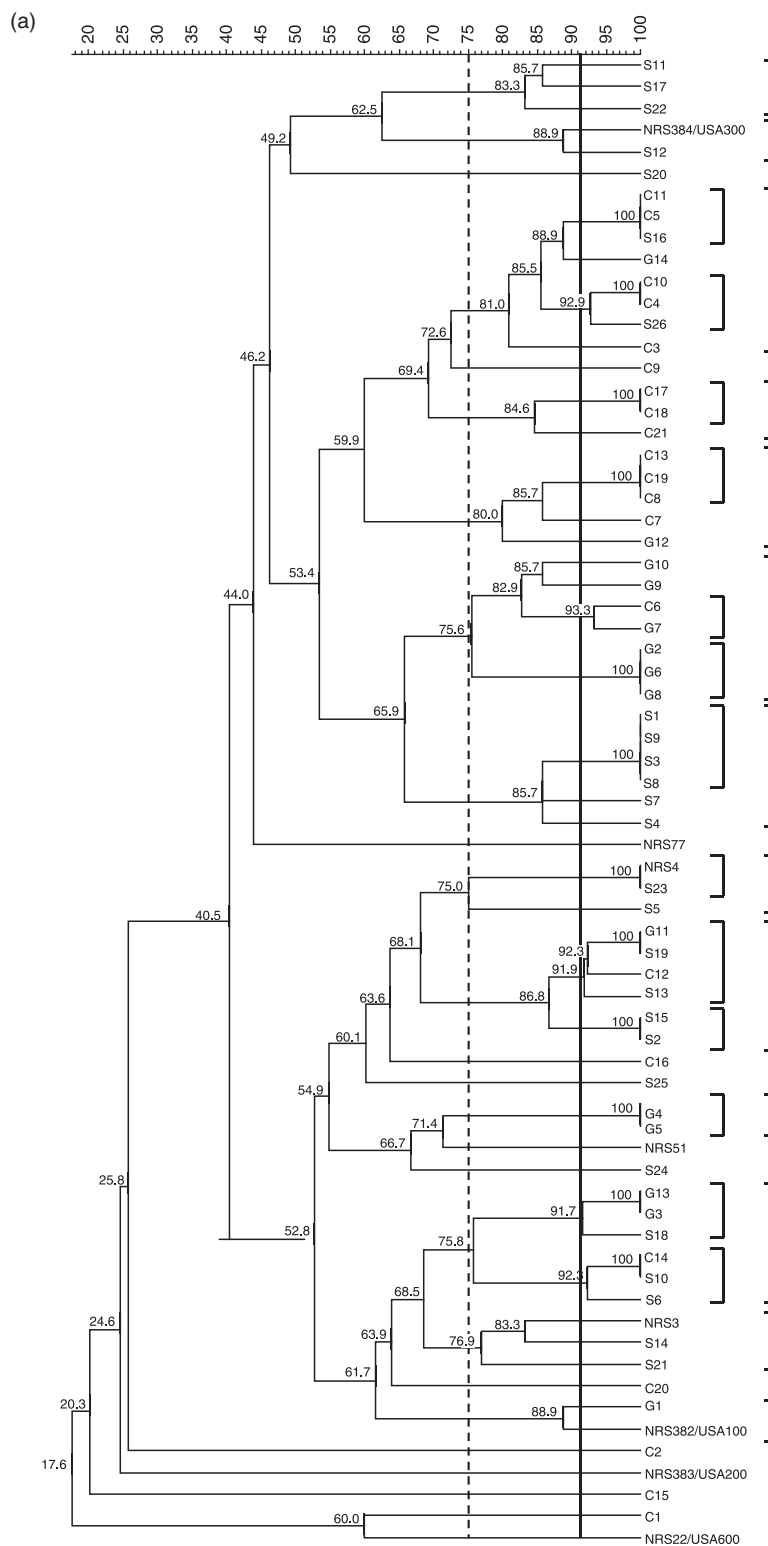 (a)
20 25 30 35 40 45 50 55 60 65 70 75 80 85 90 95 100
85.7 S11
83.3 S17
62.5 S22
49.2 88.9 NRS384/USA300
S12
S20
C11
100 C5
88.9 S16
85.5 G14
100 C10
81.0 92.9 C4
72.6 S26
46.2 C3
69.4 C9
C17
84.6 100 C18
59.9 C21
C13
100 C19
85.7 C8
80.0 C7
G12
53.4 85.7 G10
82.9 G9
44.0 93.3 C6
75.6 G7
G2
100 G6
G8
65.9 S1
S9
100 S3
85.7 S8
S7
S4
NRS77
100 NRS4
75.0 S23
40.5 S5
68.1 G11
92.3 100 S19
91.9 C12
63.6 86.8 S13
S15
60.1 100 S2
C16
S25
54.9 100 G4
71.4 G5
66.7 NRS51
S24
25.8 100 G13
91.7 G3
52.8 75.8 S18
C14
92.3 100 S10
68.5 S6
24.6 83.3 NRS3
63.9 76.9 S14
61.7 S21
C20
20.3 88.9 G1
NRS382/USA100
C2
17.6 NRS383/USA200
C15
60.0 C1
NRS22/USA600